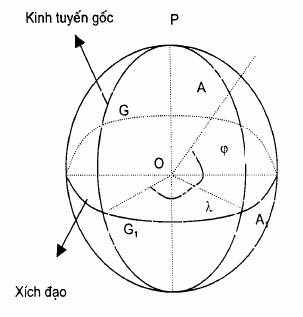 Kinh tuyến gốc
P
A
G
φ
O
λ
G₁
A₁
Xích đạo